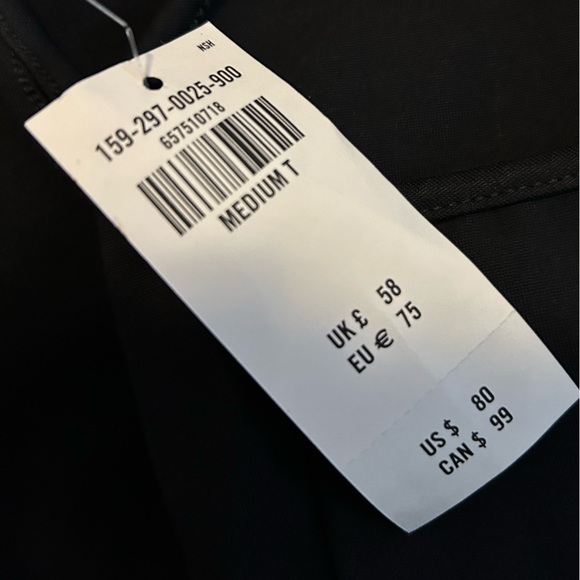 NSH
159-297-0025-900
657510718
MEDIUM T
UK £ 58
EU € 75
US $ 80
CAN $ 99